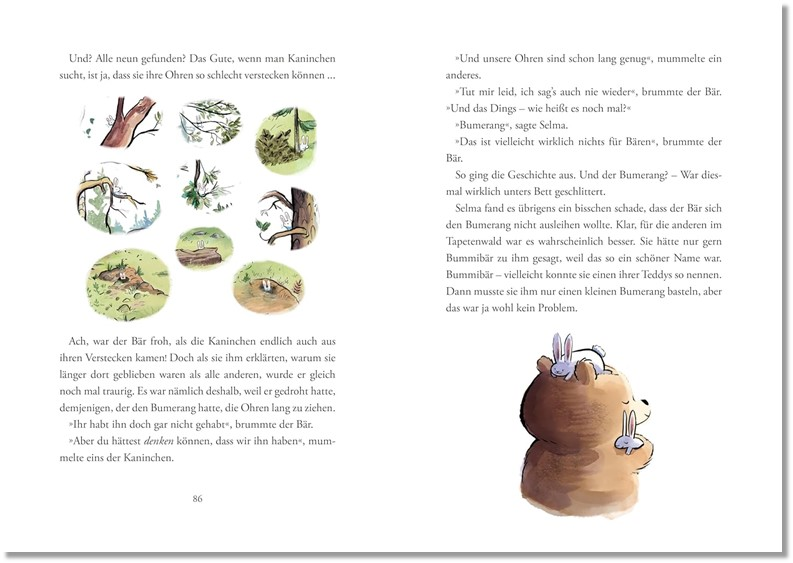 Und? Alle neun gefunden? Das Gute, wenn man Kaninchen
sucht, ist ja, dass sie ihre Ohren so schlecht verstecken können ...
Ach, war der Bär froh, als die Kaninchen endlich auch aus
ihren Verstecken kamen! Doch als sie ihm erklärten, warum sie
länger dort geblieben waren als alle anderen, wurde er gleich
noch mal traurig. Es war nämlich deshalb, weil er gedroht hatte,
demjenigen, der den Bumerang hatte, die Ohren lang zu ziehen.
»Ihr habt ihn doch gar nicht gehabt«, brummte der Bär.
»Aber du hättest denken können, dass wir ihn haben«, mum-
melte eins der Kaninchen.
86
»Und unsere Ohren sind schon lang genug«, mummelte ein
anderes.
»Tut mir leid, ich sag’s auch nie wieder«, brummte der Bär.
»Und das Dings – wie heißt es noch mal?«
»Bumerang«, sagte Selma.
»Das ist vielleicht wirklich nichts für Bären«, brummte der
Bär.
So ging die Geschichte aus. Und der Bumerang? – War dies-
mal wirklich unters Bett geschlittert.
Selma fand es übrigens ein bisschen schade, dass der Bär sich
den Bumerang nicht ausleihen wollte. Klar, für die anderen im
Tapetenwald war es wahrscheinlich besser. Sie hätte nur gern
Bummibär zu ihm gesagt, weil das so ein schöner Name war.
Bummibär – vielleicht konnte sie einen ihrer Teddys so nennen.
Dann musste sie ihm nur einen kleinen Bumerang basteln, aber
das war ja wohl kein Problem.